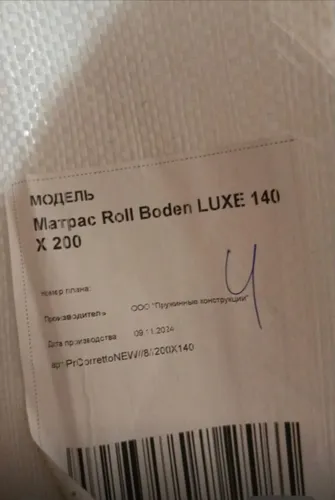 МОДЕЛЬ
Матрас Roll Boden LUXE 140
X 200
Номер плана:
Производитель ООО "Пружинные конструкции"
Дата производства 09.11.2024
арт.PrCorrettoNEW//8/.200X140
Ч